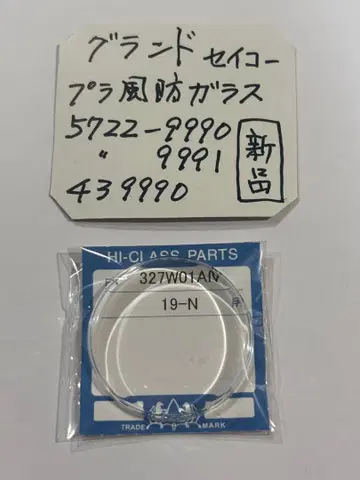 グランド セイコー
プラ風防ガラス
5722-9990
〃 9991
439990
新品
HI-CLASS PARTS
327W01AN
19-N
TRADE MARK